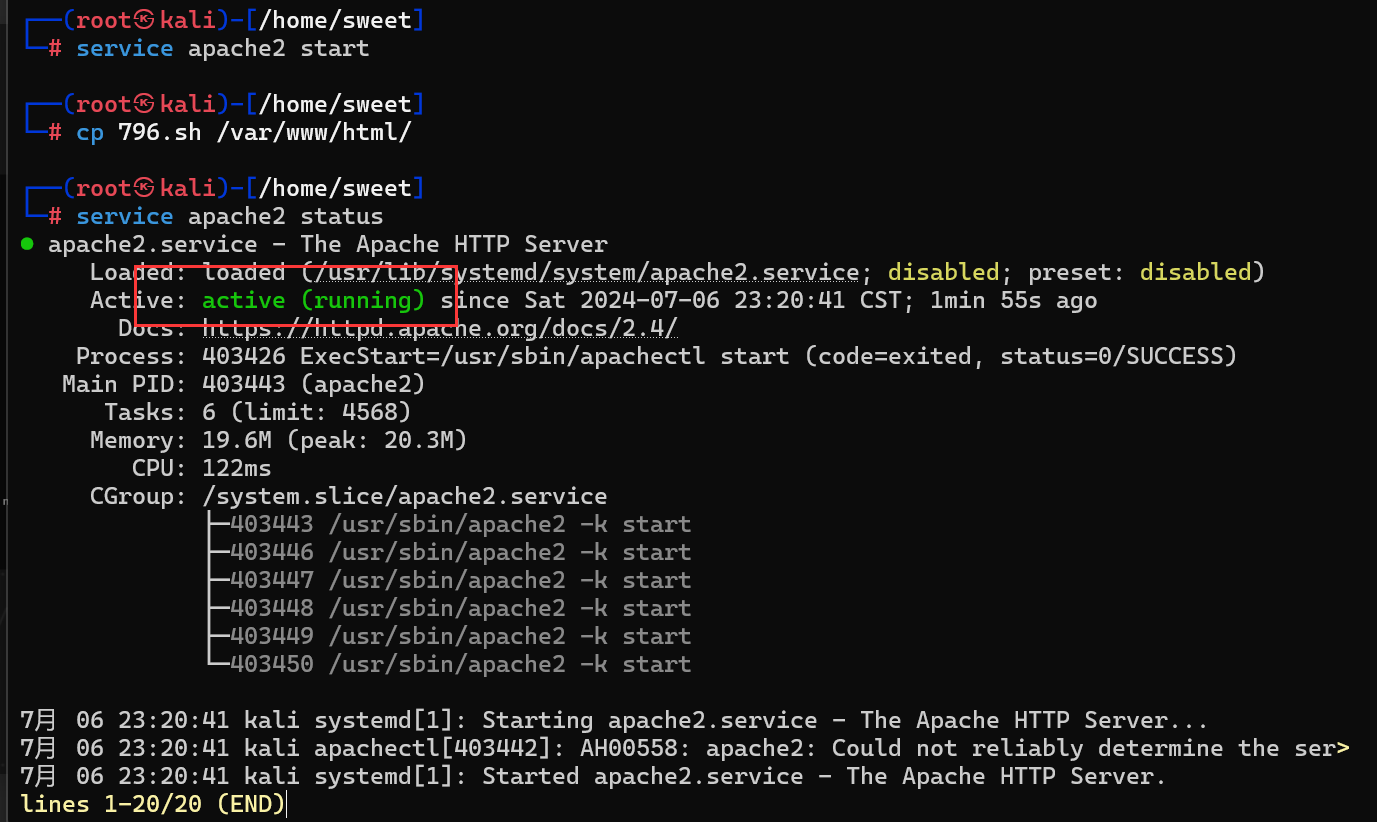 ┌──(root㉿kali)-[/home/sweet]
└─# service apache2 start
┌──(root㉿kali)-[/home/sweet]
└─# cp 796.sh /var/www/html/
┌──(root㉿kali)-[/home/sweet]
└─# service apache2 status
● apache2.service - The Apache HTTP Server
Loaded: loaded (/usr/lib/systemd/system/apache2.service; disabled; preset: disabled)
Active: active (running) since Sat 2024-07-06 23:20:41 CST; 1min 55s ago
Docs: https://httpd.apache.org/docs/2.4/
Process: 403426 ExecStart=/usr/sbin/apachectl start (code=exited, status=0/SUCCESS)
Main PID: 403443 (apache2)
Tasks: 6 (limit: 4568)
Memory: 19.6M (peak: 20.3M)
CPU: 122ms
CGroup: /system.slice/apache2.service
├─403443 /usr/sbin/apache2 -k start
├─403446 /usr/sbin/apache2 -k start
├─403447 /usr/sbin/apache2 -k start
├─403448 /usr/sbin/apache2 -k start
├─403449 /usr/sbin/apache2 -k start
└─403450 /usr/sbin/apache2 -k start
7月 06 23:20:41 kali systemd[1]: Starting apache2.service - The Apache HTTP Server...
7月 06 23:20:41 kali apachectl[403442]: AH00558: apache2: Could not reliably determine the ser>
7月 06 23:20:41 kali systemd[1]: Started apache2.service - The Apache HTTP Server.
lines 1-20/20 (END)